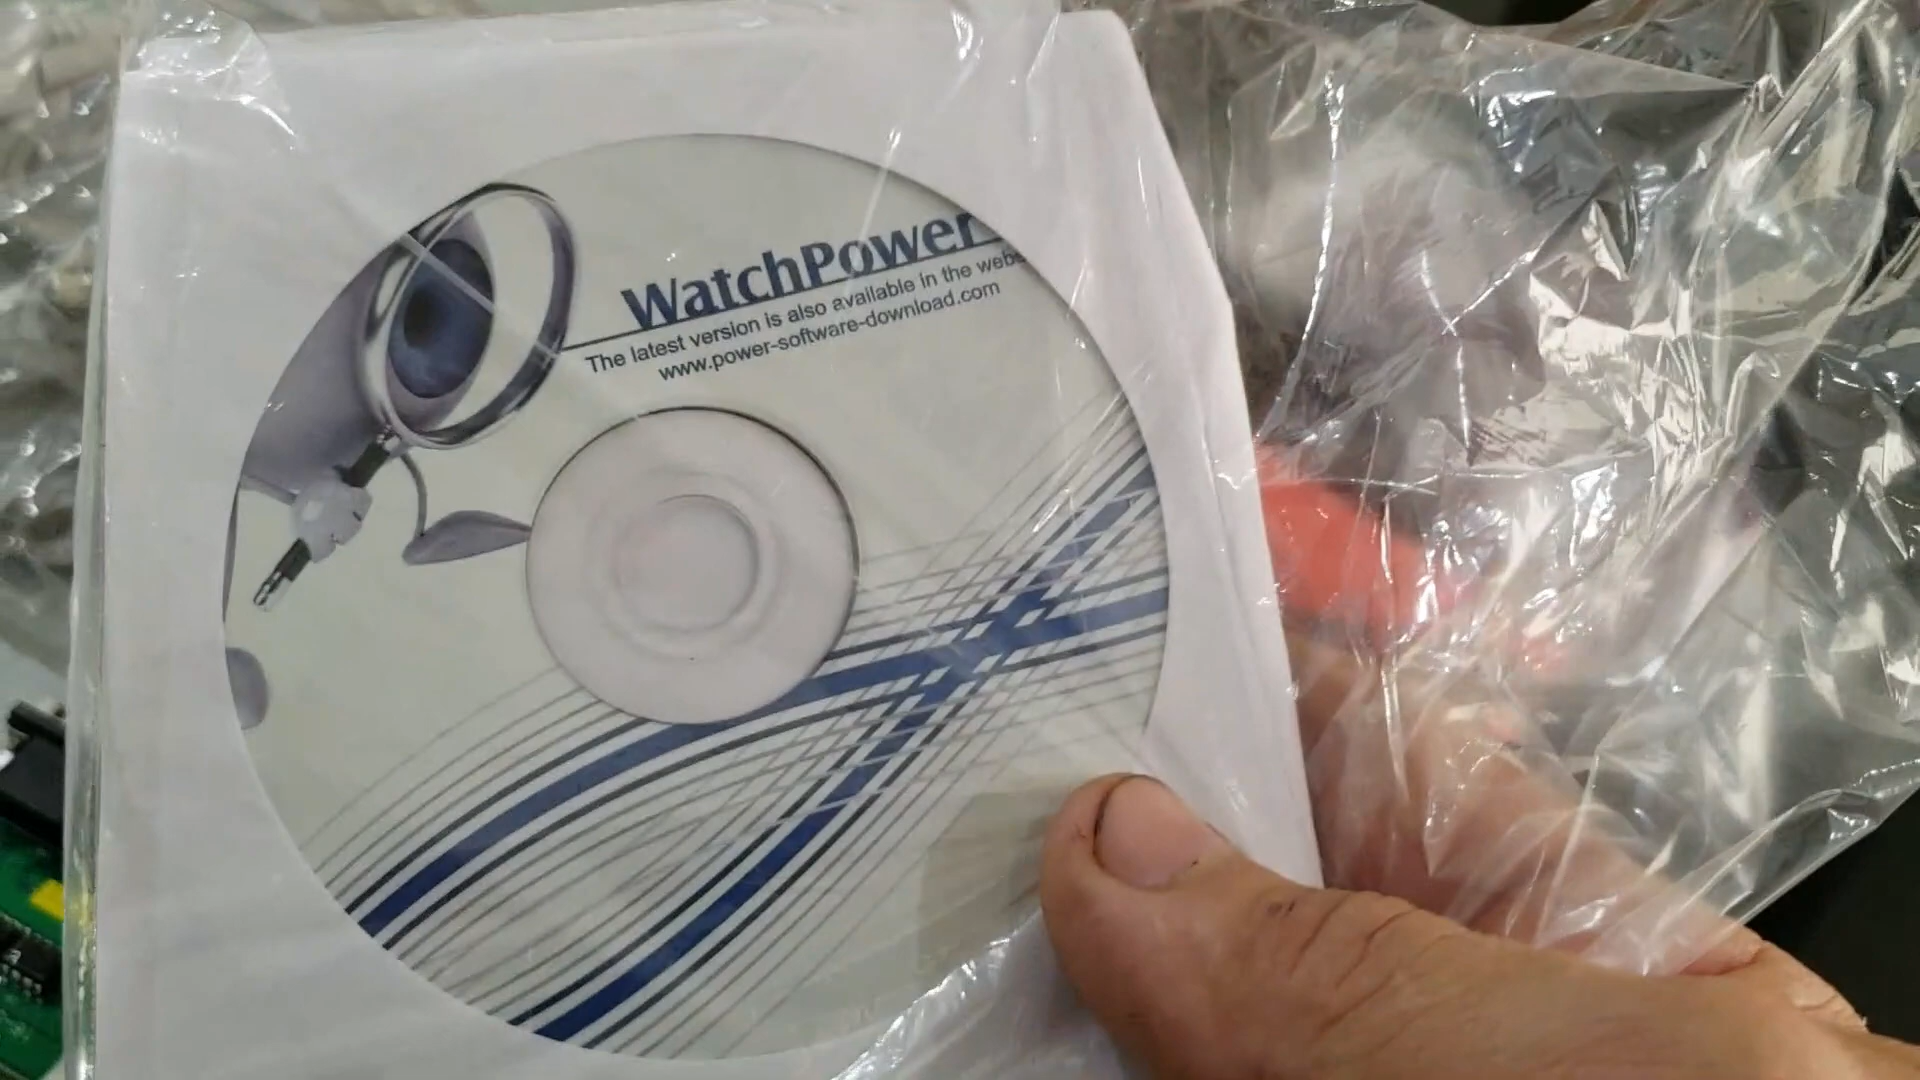 WatchPower
The latest version is also available in the
www.power-software-download.com